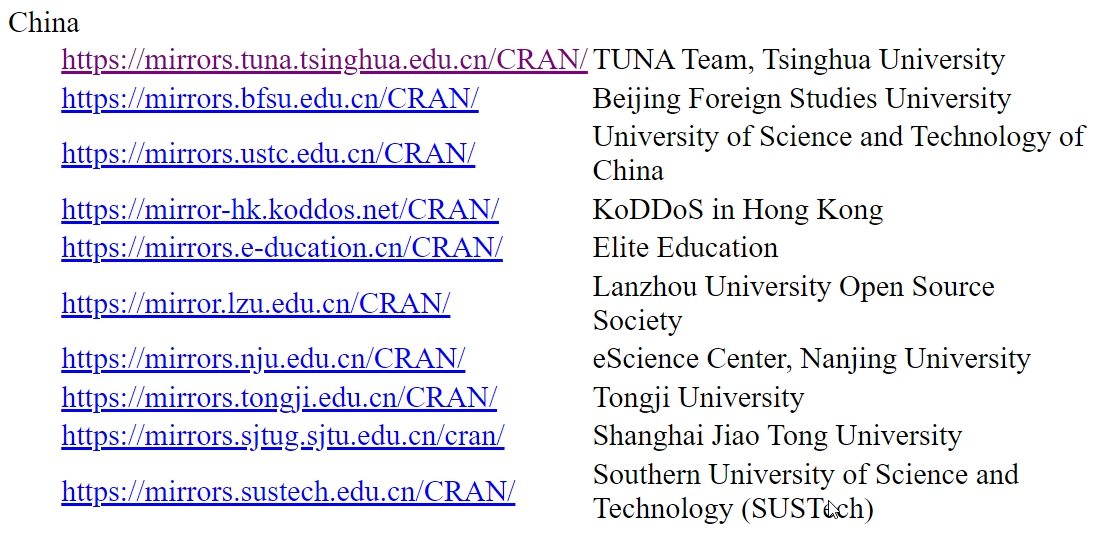 China
https://mirrors.tuna.tsinghua.edu.cn/CRAN/ TUNA Team, Tsinghua University
https://mirrors.bfsu.edu.cn/CRAN/ Beijing Foreign Studies University
https://mirrors.ustc.edu.cn/CRAN/ University of Science and Technology of
China
https://mirror-hk.koddos.net/CRAN/ KoDDoS in Hong Kong
https://mirrors.e-ducation.cn/CRAN/ Elite Education
https://mirror.lzu.edu.cn/CRAN/ Lanzhou University Open Source
Society
https://mirrors.nju.edu.cn/CRAN/ eScience Center, Nanjing University
https://mirrors.tongji.edu.cn/CRAN/ Tongji University
https://mirrors.sjtug.sjtu.edu.cn/cran/ Shanghai Jiao Tong University
https://mirrors.sustech.edu.cn/CRAN/ Southern University of Science and
Technology (SUSTech)